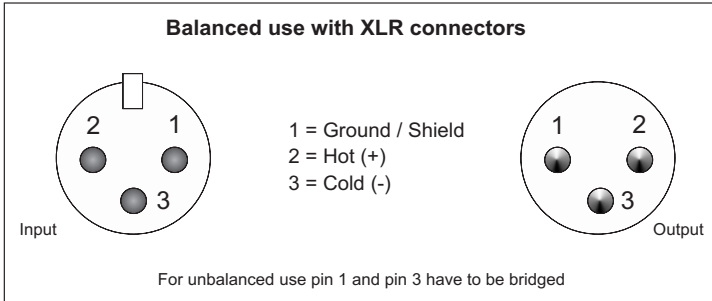 Balanced use with XLR connectors
2 1
3
Input
1 = Ground / Shield
2 = Hot (+)
3 = Cold (-)
1 2
3
Output
For unbalanced use pin 1 and pin 3 have to be bridged